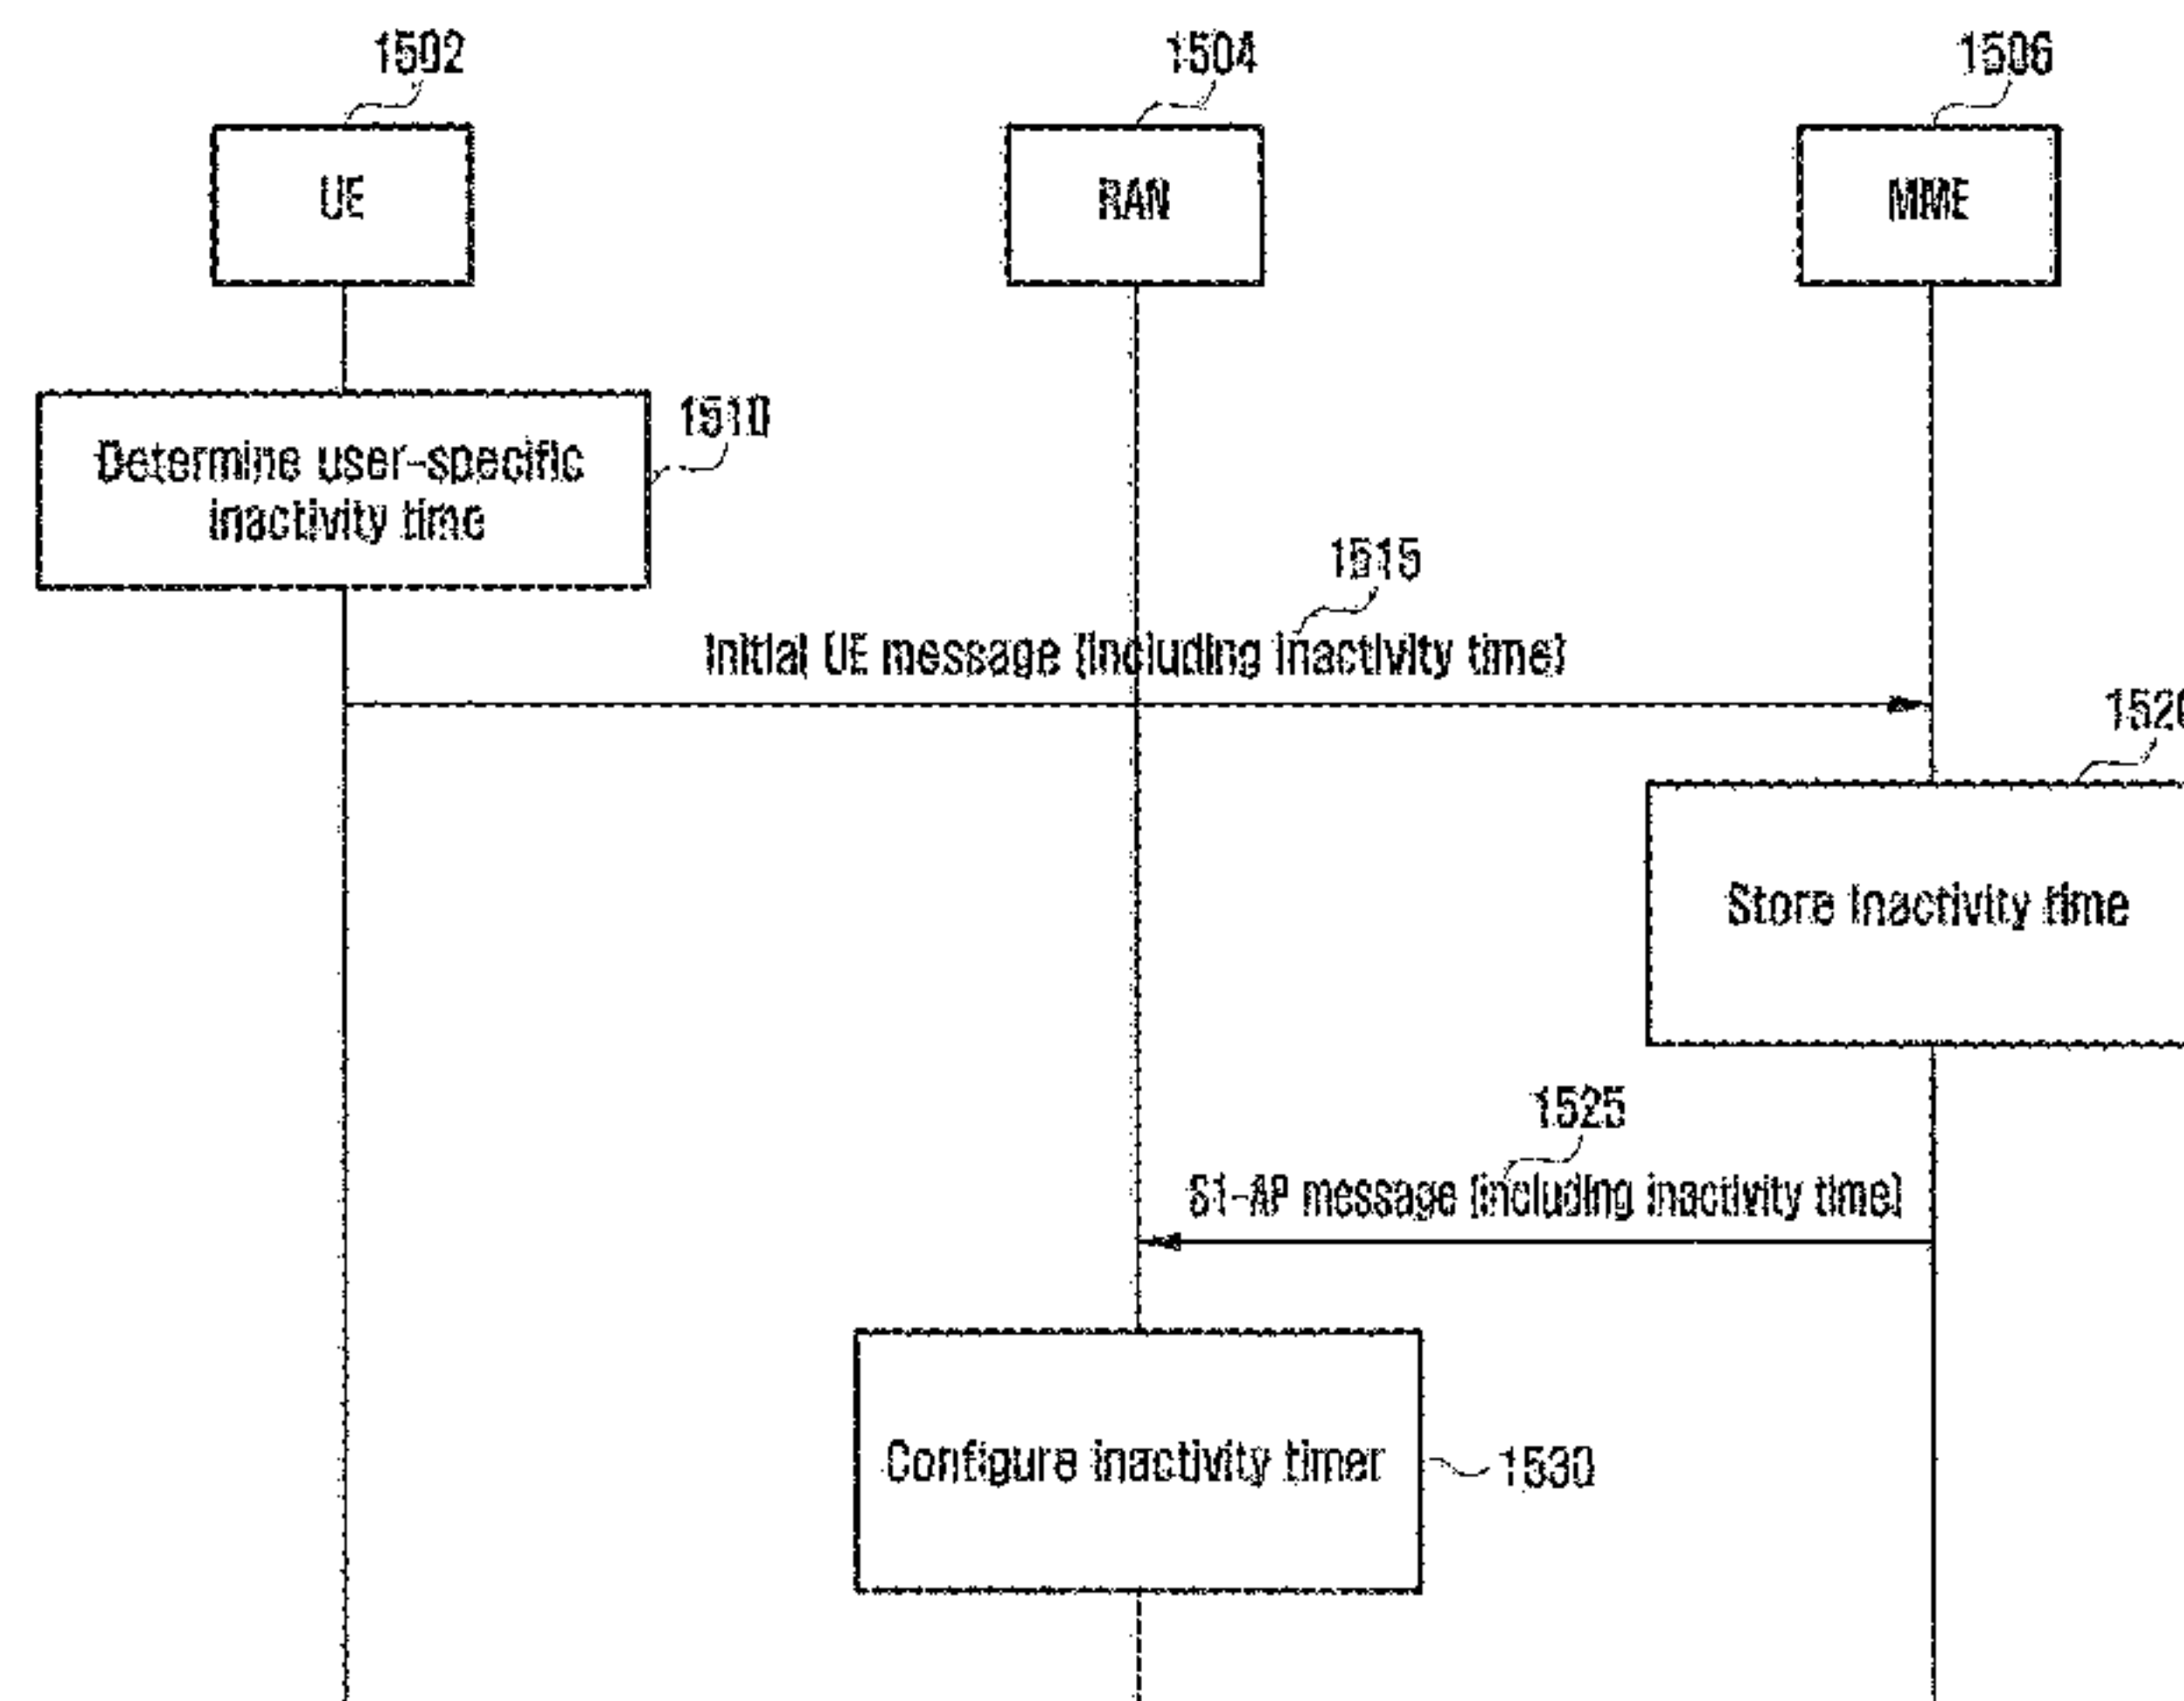 1502
1504
1506
UE
RAN
MME
Determine user-specific
inactivity time
1510
1515
Initial UE message (including inactivity time)
1520
Store inactivity time
1525
S1-AP message (including inactivity time)
Configure inactivity timer
1530